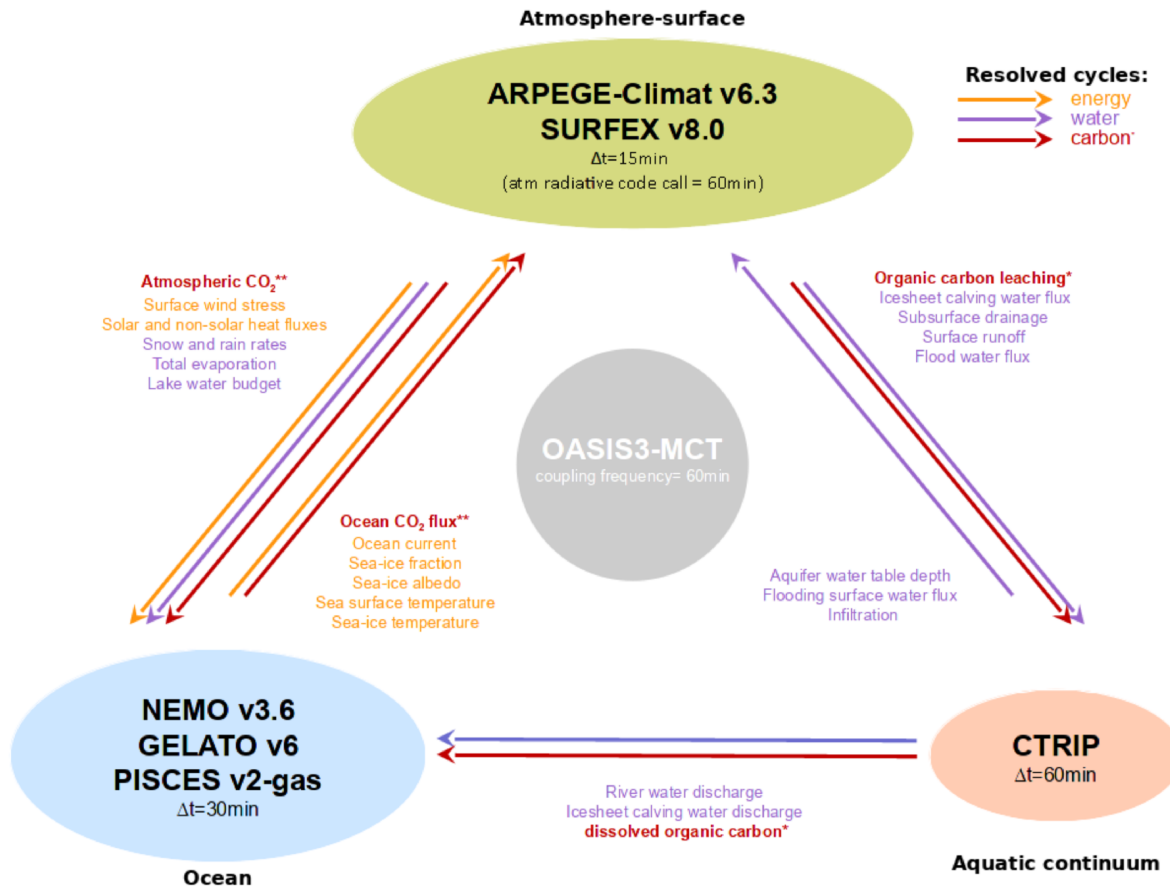 Atmosphere-surface
ARPEGE-Climat v6.3
SURFEX v8.0
Δt=15min
(atm radiative code call = 60min)
Resolved cycles:
energy
water
carbon*
Atmospheric CO₂**
Surface wind stress
Solar and non-solar heat fluxes
Snow and rain rates
Total evaporation
Lake water budget
Organic carbon leaching*
Icesheet calving water flux
Subsurface drainage
Surface runoff
Flood water flux
OASIS3-MCT
coupling frequency= 60min
Ocean CO₂ flux**
Ocean current
Sea-ice fraction
Sea-ice albedo
Sea surface temperature
Sea-ice temperature
Aquifer water table depth
Flooding surface water flux
Infiltration
NEMO v3.6
GELATO v6
PISCES v2-gas
Δt=30min
Ocean
CTRIP
Δt=60min
Aquatic continuum
River water discharge
Icesheet calving water discharge
dissolved organic carbon*